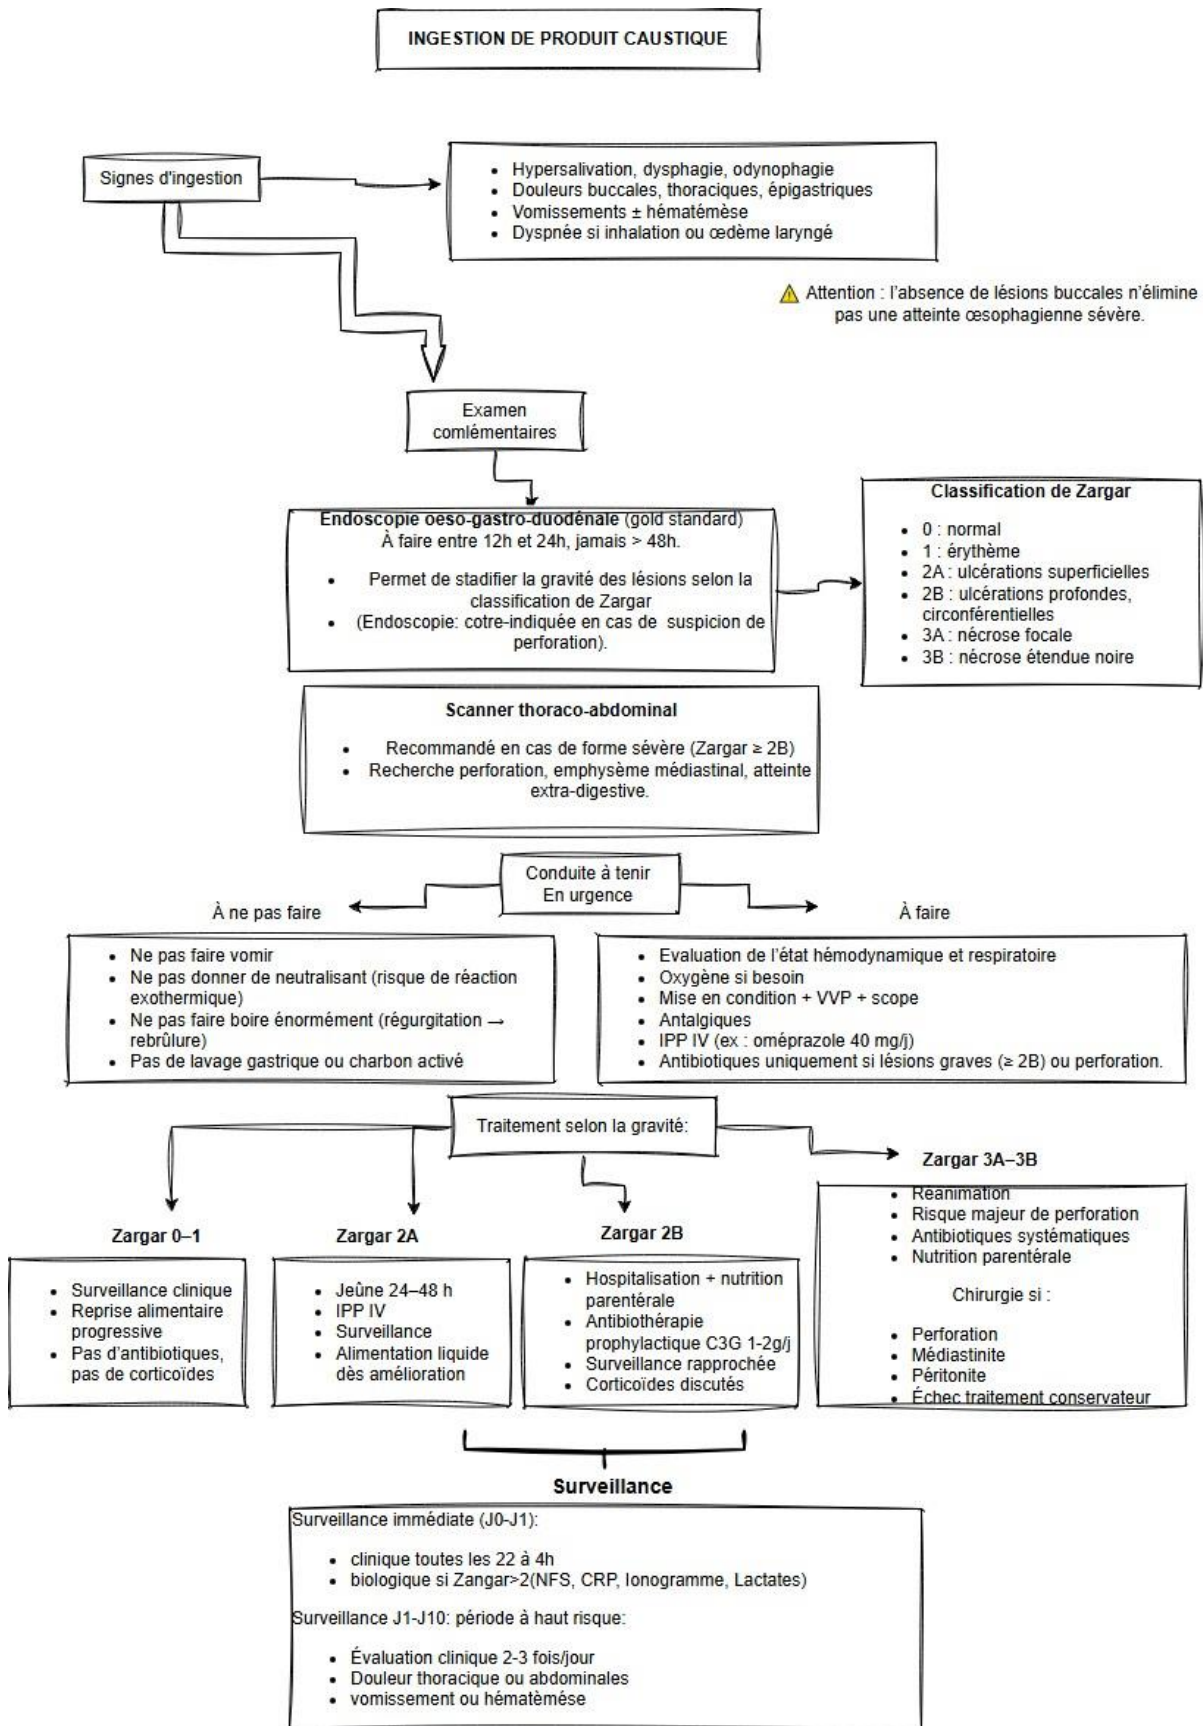 INGESTION DE PRODUIT CAUSTIQUE
Signes d'ingestion
• Hypersalivation, dysphagie, odynophagie
• Douleurs buccales, thoraciques, épigastriques
• Vomissements ± hématémèse
• Dyspnée si inhalation ou œdème laryngé
⚠ Attention : l'absence de lésions buccales n'élimine
pas une atteinte œsophagienne sévère.
Examen
comlémentaires
Endoscopie oeso-gastro-duodénale (gold standard)
À faire entre 12h et 24h, jamais > 48h.
• Permet de stadifier la gravité des lésions selon la
classification de Zargar
• (Endoscopie: cotre-indiquée en cas de suspicion de
perforation).
Classification de Zargar
• 0 : normal
• 1 : érythème
• 2A : ulcérations superficielles
• 2B : ulcérations profondes,
circonférentielles
• 3A : nécrose focale
• 3B : nécrose étendue noire
Scanner thoraco-abdominal
• Recommandé en cas de forme sévère (Zargar ≥ 2B)
• Recherche perforation, emphysème médiastinal, atteinte
extra-digestive.
Conduite à tenir
En urgence
À ne pas faire
• Ne pas faire vomir
• Ne pas donner de neutralisant (risque de réaction
exothermique)
• Ne pas faire boire énormément (régurgitation →
rebrûlure)
• Pas de lavage gastrique ou charbon activé
À faire
• Evaluation de l'état hémodynamique et respiratoire
• Oxygène si besoin
• Mise en condition + VVP + scope
• Antalgiques
• IPP IV (ex : oméprazole 40 mg/j)
• Antibiotiques uniquement si lésions graves (≥ 2B) ou perforation.
Traitement selon la gravité:
Zargar 0–1
• Surveillance clinique
• Reprise alimentaire
progressive
• Pas d'antibiotiques,
pas de corticoïdes
Zargar 2A
• Jeûne 24–48 h
• IPP IV
• Surveillance
• Alimentation liquide
dès amélioration
Zargar 2B
• Hospitalisation + nutrition
parentérale
• Antibiothérapie
prophylactique C3G 1-2g/j
• Surveillance rapprochée
• Corticoïdes discutés
Zargar 3A–3B
• Réanimation
• Risque majeur de perforation
• Antibiotiques systématiques
• Nutrition parentérale
Chirurgie si :
• Perforation
• Médiastinite
• Péritonite
• Échec traitement conservateur
Surveillance
Surveillance immédiate (J0-J1):
• clinique toutes les 22 à 4h
• biologique si Zangar>2(NFS, CRP, Ionogramme, Lactates)
Surveillance J1-J10: période à haut risque:
• Évaluation clinique 2-3 fois/jour
• Douleur thoracique ou abdominales
• vomissement ou hématèmése